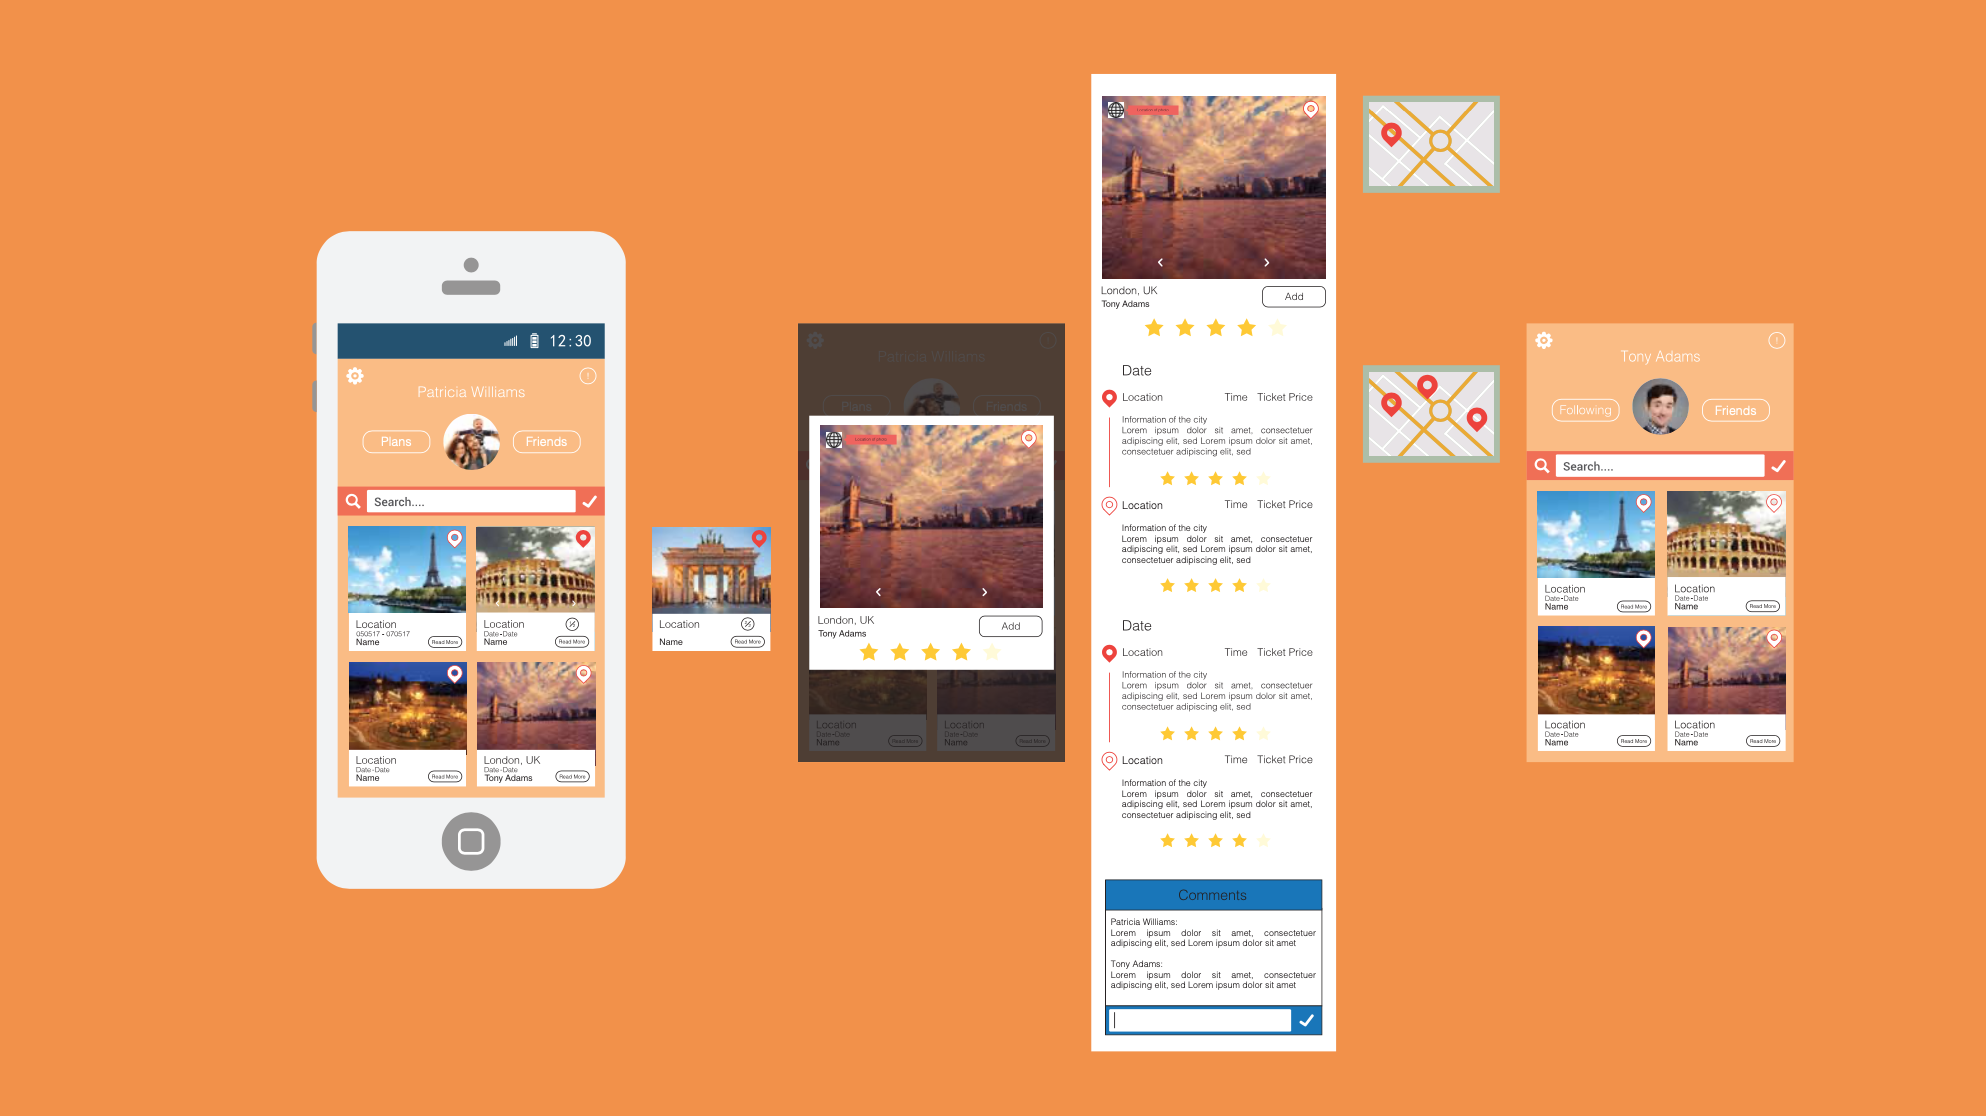 12:30
Patricia Williams
Plans
Friends
Search....
Location
050517 - 070517
Name
Read More
Location
Date-Date
Name
Read More
Location
Date-Date
Name
Read More
London, UK
Date-Date
Tony Adams
Read More
Location
Name
Read More
Patricia Williams
Plans
Friends
Location of photo
London, UK
Tony Adams
Add
Location
Date-Date
Name
Read More
Location
Date-Date
Name
Read More
Location of photo
London, UK
Tony Adams
Add
Date
Location Time Ticket Price
Information of the city
Lorem ipsum dolor sit amet, consectetuer
adipiscing elit, sed Lorem ipsum dolor sit amet,
consectetuer adipiscing elit, sed
Location Time Ticket Price
Information of the city
Lorem ipsum dolor sit amet, consectetuer
adipiscing elit, sed Lorem ipsum dolor sit amet,
consectetuer adipiscing elit, sed
Date
Location Time Ticket Price
Information of the city
Lorem ipsum dolor sit amet, consectetuer
adipiscing elit, sed Lorem ipsum dolor sit amet,
consectetuer adipiscing elit, sed
Location Time Ticket Price
Information of the city
Lorem ipsum dolor sit amet, consectetuer
adipiscing elit, sed Lorem ipsum dolor sit amet,
consectetuer adipiscing elit, sed
Comments
Patricia Williams:
Lorem ipsum dolor sit amet, consectetuer
adipiscing elit, sed Lorem ipsum dolor sit amet
Tony Adams:
Lorem ipsum dolor sit amet, consectetuer
adipiscing elit, sed Lorem ipsum dolor sit amet
Tony Adams
Following
Friends
Search....
Location
Date-Date
Name
Read More
Location
Date-Date
Name
Read More
Location
Date-Date
Name
Read More
Location
Date-Date
Name
Read More